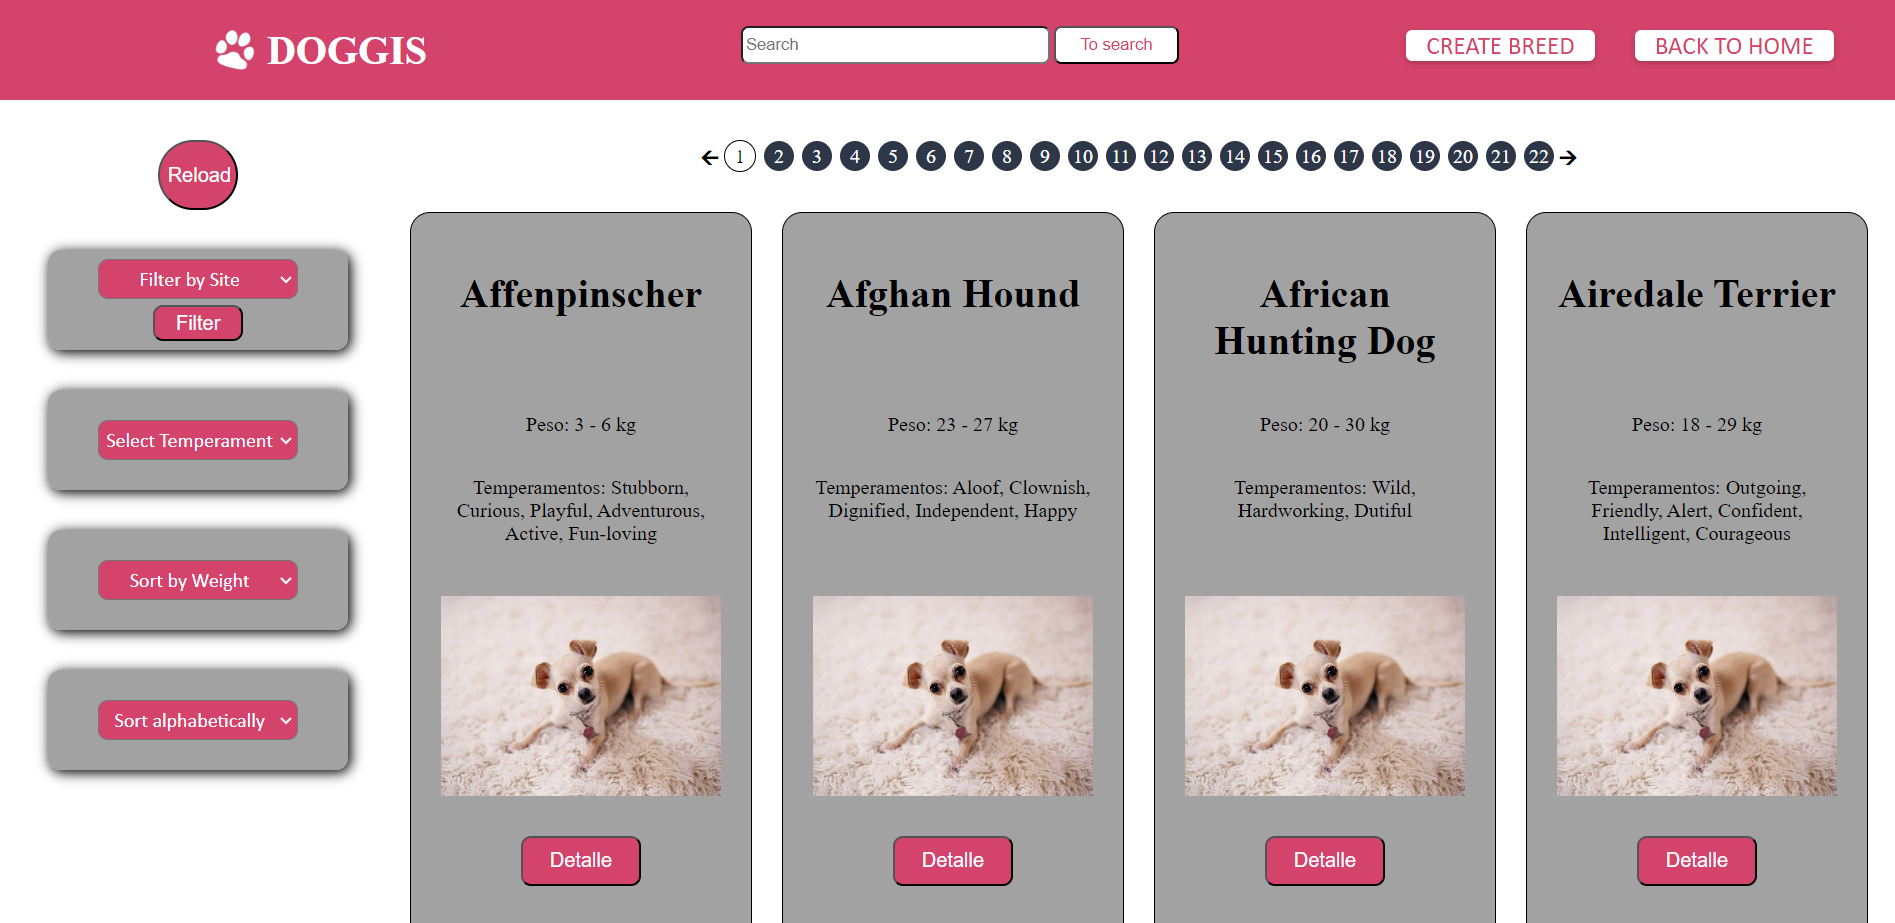 DOGGIS
Search
To search
CREATE BREED
BACK TO HOME
Reload
1 2 3 4 5 6 7 8 9 10 11 12 13 14 15 16 17 18 19 20 21 22
Filter by Site
Filter
Select Temperament
Sort by Weight
Sort alphabetically
Affenpinscher
Peso: 3 - 6 kg
Temperamentos: Stubborn,
Curious, Playful, Adventurous,
Active, Fun-loving
Detalle
Afghan Hound
Peso: 23 - 27 kg
Temperamentos: Aloof, Clownish,
Dignified, Independent, Happy
Detalle
African
Hunting Dog
Peso: 20 - 30 kg
Temperamentos: Wild,
Hardworking, Dutiful
Detalle
Airedale Terrier
Peso: 18 - 29 kg
Temperamentos: Outgoing,
Friendly, Alert, Confident,
Intelligent, Courageous
Detalle